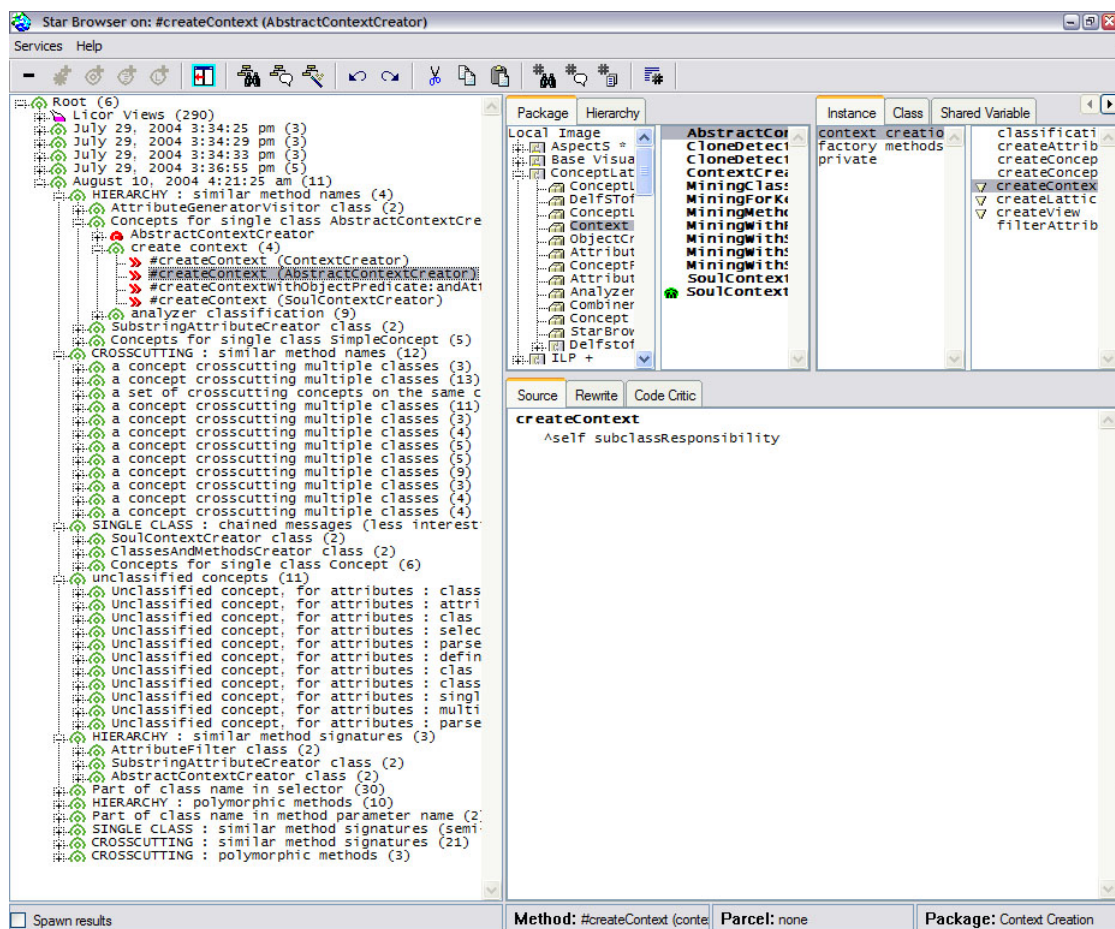 Star Browser on: #createContext (AbstractContextCreator)
Services Help
Root (6)
Licor Views (290)
July 29, 2004 3:34:25 pm (3)
July 29, 2004 3:34:29 pm (3)
July 29, 2004 3:34:33 pm (3)
July 29, 2004 3:36:55 pm (5)
August 10, 2004 4:21:25 am (11)
HIERARCHY : similar method names (4)
AttributeGeneratorVisitor class (2)
Concepts for single class AbstractContextCre
AbstractContextCreator
create context (4)
#createContext (ContextCreator)
#createContext (AbstractContextCreator)
#createContextWithObjectPredicate:andAtt
#createContext (SoulContextCreator)
analyzer classification (9)
SubstringAttributeCreator class (2)
Concepts for single class SimpleConcept (5)
CROSSCUTTING : similar method names (12)
a concept crosscutting multiple classes (3)
a concept crosscutting multiple classes (13)
a set of crosscutting concepts on the same c
a concept crosscutting multiple classes (11)
a concept crosscutting multiple classes (3)
a concept crosscutting multiple classes (4)
a concept crosscutting multiple classes (5)
a concept crosscutting multiple classes (5)
a concept crosscutting multiple classes (9)
a concept crosscutting multiple classes (3)
a concept crosscutting multiple classes (4)
a concept crosscutting multiple classes (4)
SINGLE CLASS : chained messages (less interest
SoulContextCreator class (2)
ClassesAndMethodsCreator class (2)
Concepts for single class Concept (6)
unclassified concepts (11)
Unclassified concept, for attributes : class
Unclassified concept, for attributes : attri
Unclassified concept, for attributes : clas
Unclassified concept, for attributes : selec
Unclassified concept, for attributes : parse
Unclassified concept, for attributes : defin
Unclassified concept, for attributes : clas
Unclassified concept, for attributes : class
Unclassified concept, for attributes : singl
Unclassified concept, for attributes : multi
Unclassified concept, for attributes : parse
HIERARCHY : similar method signatures (3)
AttributeFilter class (2)
SubstringAttributeCreator class (2)
AbstractContextCreator class (2)
Part of class name in selector (30)
HIERARCHY : polymorphic methods (10)
Part of class name in method parameter name (2
SINGLE CLASS : similar method signatures (semi-
CROSSCUTTING : similar method signatures (21)
CROSSCUTTING : polymorphic methods (3)
Spawn results
Package Hierarchy
Local Image
AspectS *
Base Visua
ConceptLat
ConceptL
DelfSTof
ConceptL
Context
ObjectCr
Attribut
ConceptF
Attribut
Analyzer
Combiner
Concept
StarBrow
Delfstof
ILP +
AbstractCon
CloneDetect
CloneDetect
ContextCrea
MiningClass
MiningForKe
MiningMetho
MiningWithF
MiningWithS
MiningWithS
MiningWithS
SoulContext
SoulContext
Instance Class Shared Variable
context creatio
factory methods
private
classificati
createAttrib
createConcep
createConcep
createContex
createLattic
createView
filterAttrib
Source Rewrite Code Critic
createContext
^self subclassResponsibility
Method: #createContext (conte
Parcel: none
Package: Context Creation